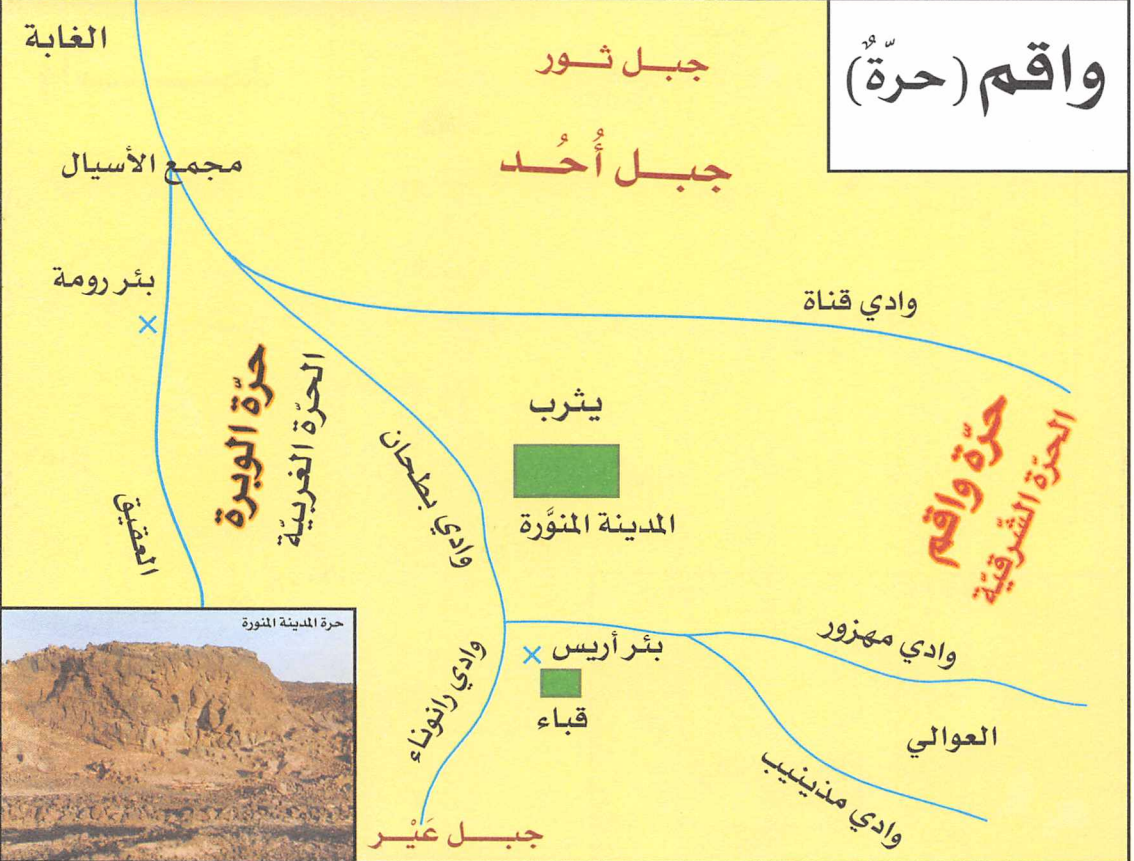 واقم (حرّةٌ)
الغابة
جبل ثور
جبل أُحُد
مجمع الأسيال
بئر رومة
وادي قناة
حرّة الوبرة
الحرّة الغربيّة
يثرب
المدينة المنوَّرة
حرّة واقم
الحرّة الشّرقيّة
وادي بطحان
العقيق
حرة المدينة المنورة
وادي رانوناء
بئر أريس
قباء
وادي مهزور
العوالي
وادي مذينيب
جبل عَيْر